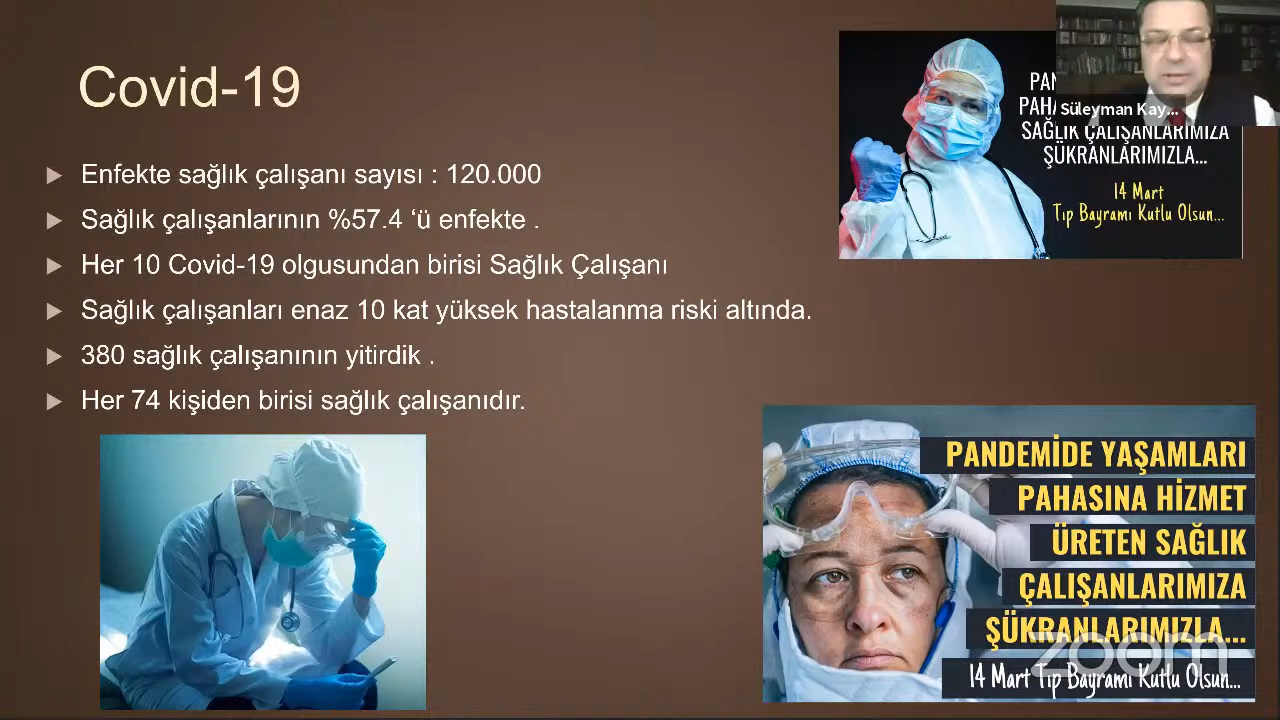 Covid-19
Enfekte sağlık çalışanı sayısı : 120.000
Sağlık çalışanlarının %57.4 ‘ü enfekte .
Her 10 Covid-19 olgusundan birisi Sağlık Çalışanı
Sağlık çalışanları enaz 10 kat yüksek hastalanma riski altında.
380 sağlık çalışanının yitirdik .
Her 74 kişiden birisi sağlık çalışanıdır.
Süleyman Kay...
SAĞLIK ÇALIŞANLARIMIZA
ŞÜKRANLARIMIZLA...
14 Mart
Tıp Bayramı Kutlu Olsun...
PANDEMİDE YAŞAMLARI
PAHASINA HİZMET
ÜRETEN SAĞLIK
ÇALIŞANLARIMIZA
ŞÜKRANLARIMIZLA...
zoom
14 Mart Tıp Bayramı Kutlu Olsun...